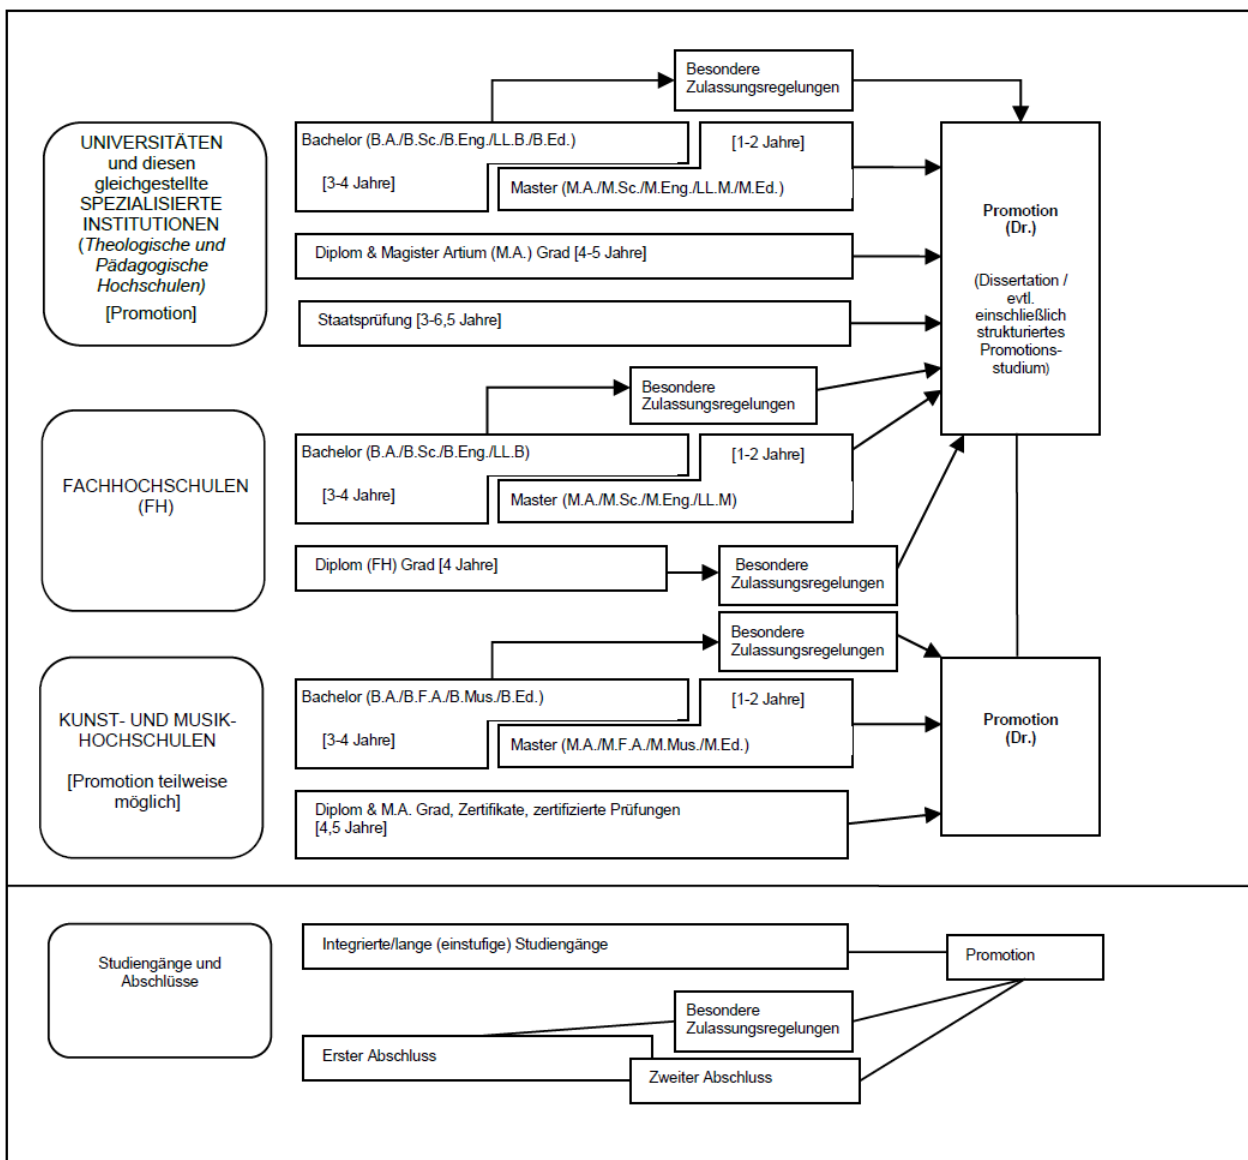 Besondere
Zulassungsregelungen
UNIVERSITÄTEN
und diesen
gleichgestellte
SPEZIALISIERTE
INSTITUTIONEN
(Theologische und
Pädagogische
Hochschulen)
[Promotion]
Bachelor (B.A./B.Sc./B.Eng./LL.B./B.Ed.)
[3-4 Jahre]
[1-2 Jahre]
Master (M.A./M.Sc./M.Eng./LL.M./M.Ed.)
Diplom & Magister Artium (M.A.) Grad [4-5 Jahre]
Staatsprüfung [3-6,5 Jahre]
Promotion
(Dr.)
(Dissertation /
evtl.
einschließlich
strukturiertes
Promotions-
studium)
Besondere
Zulassungsregelungen
FACHHOCHSCHULEN
(FH)
Bachelor (B.A./B.Sc./B.Eng./LL.B)
[3-4 Jahre]
[1-2 Jahre]
Master (M.A./M.Sc./M.Eng./LL.M)
Diplom (FH) Grad [4 Jahre]
Besondere
Zulassungsregelungen
Besondere
Zulassungsregelungen
KUNST- UND MUSIK-
HOCHSCHULEN
[Promotion teilweise
möglich]
Bachelor (B.A./B.F.A./B.Mus./B.Ed.)
[3-4 Jahre]
[1-2 Jahre]
Master (M.A./M.F.A./M.Mus./M.Ed.)
Diplom & M.A. Grad, Zertifikate, zertifizierte Prüfungen
[4,5 Jahre]
Promotion
(Dr.)
Studiengänge und
Abschlüsse
Integrierte/lange (einstufige) Studiengänge
Promotion
Besondere
Zulassungsregelungen
Erster Abschluss
Zweiter Abschluss